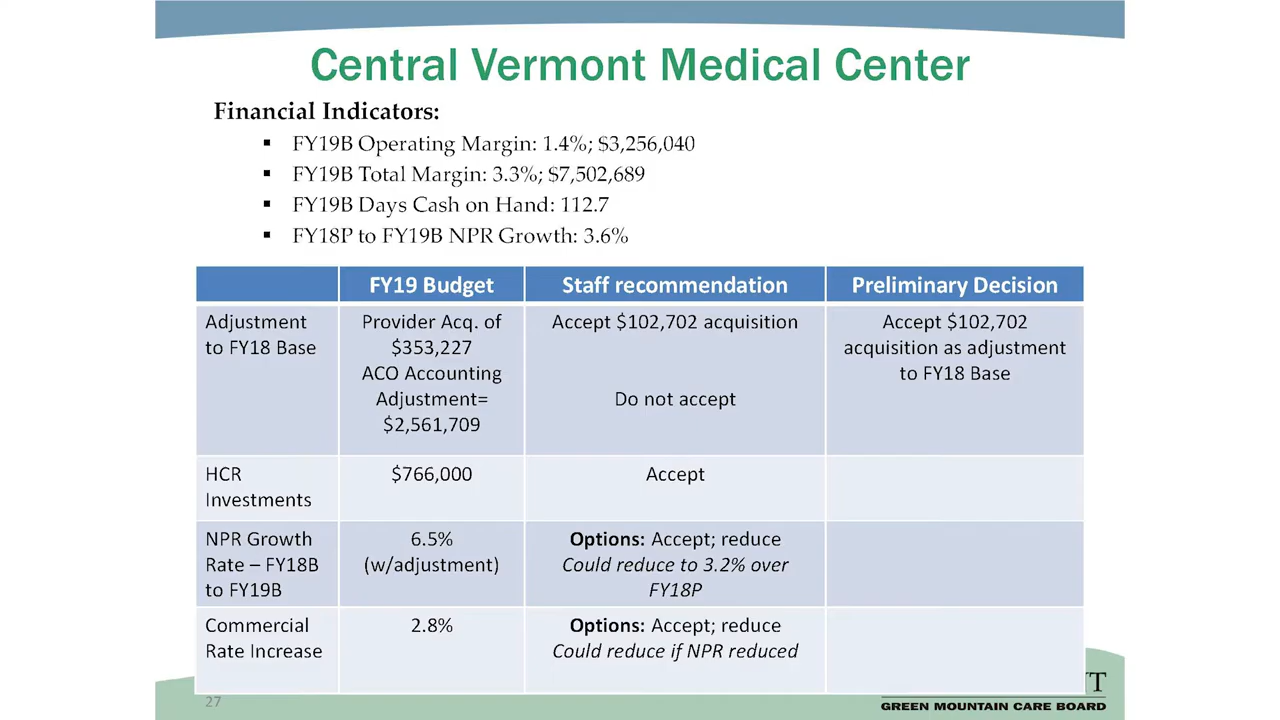 Central Vermont Medical Center
Financial Indicators:
▪ FY19B Operating Margin: 1.4%; $3,256,040
▪ FY19B Total Margin: 3.3%; $7,502,689
▪ FY19B Days Cash on Hand: 112.7
▪ FY18P to FY19B NPR Growth: 3.6%
FY19 Budget
Staff recommendation
Preliminary Decision
Adjustment
to FY18 Base
Provider Acq. of
$353,227
ACO Accounting
Adjustment=
$2,561,709
Accept $102,702 acquisition
Do not accept
Accept $102,702
acquisition as adjustment
to FY18 Base
HCR
Investments
$766,000
Accept
NPR Growth
Rate – FY18B
to FY19B
6.5%
(w/adjustment)
Options: Accept; reduce
Could reduce to 3.2% over
FY18P
Commercial
Rate Increase
2.8%
Options: Accept; reduce
Could reduce if NPR reduced
27
GREEN MOUNTAIN CARE BOARD